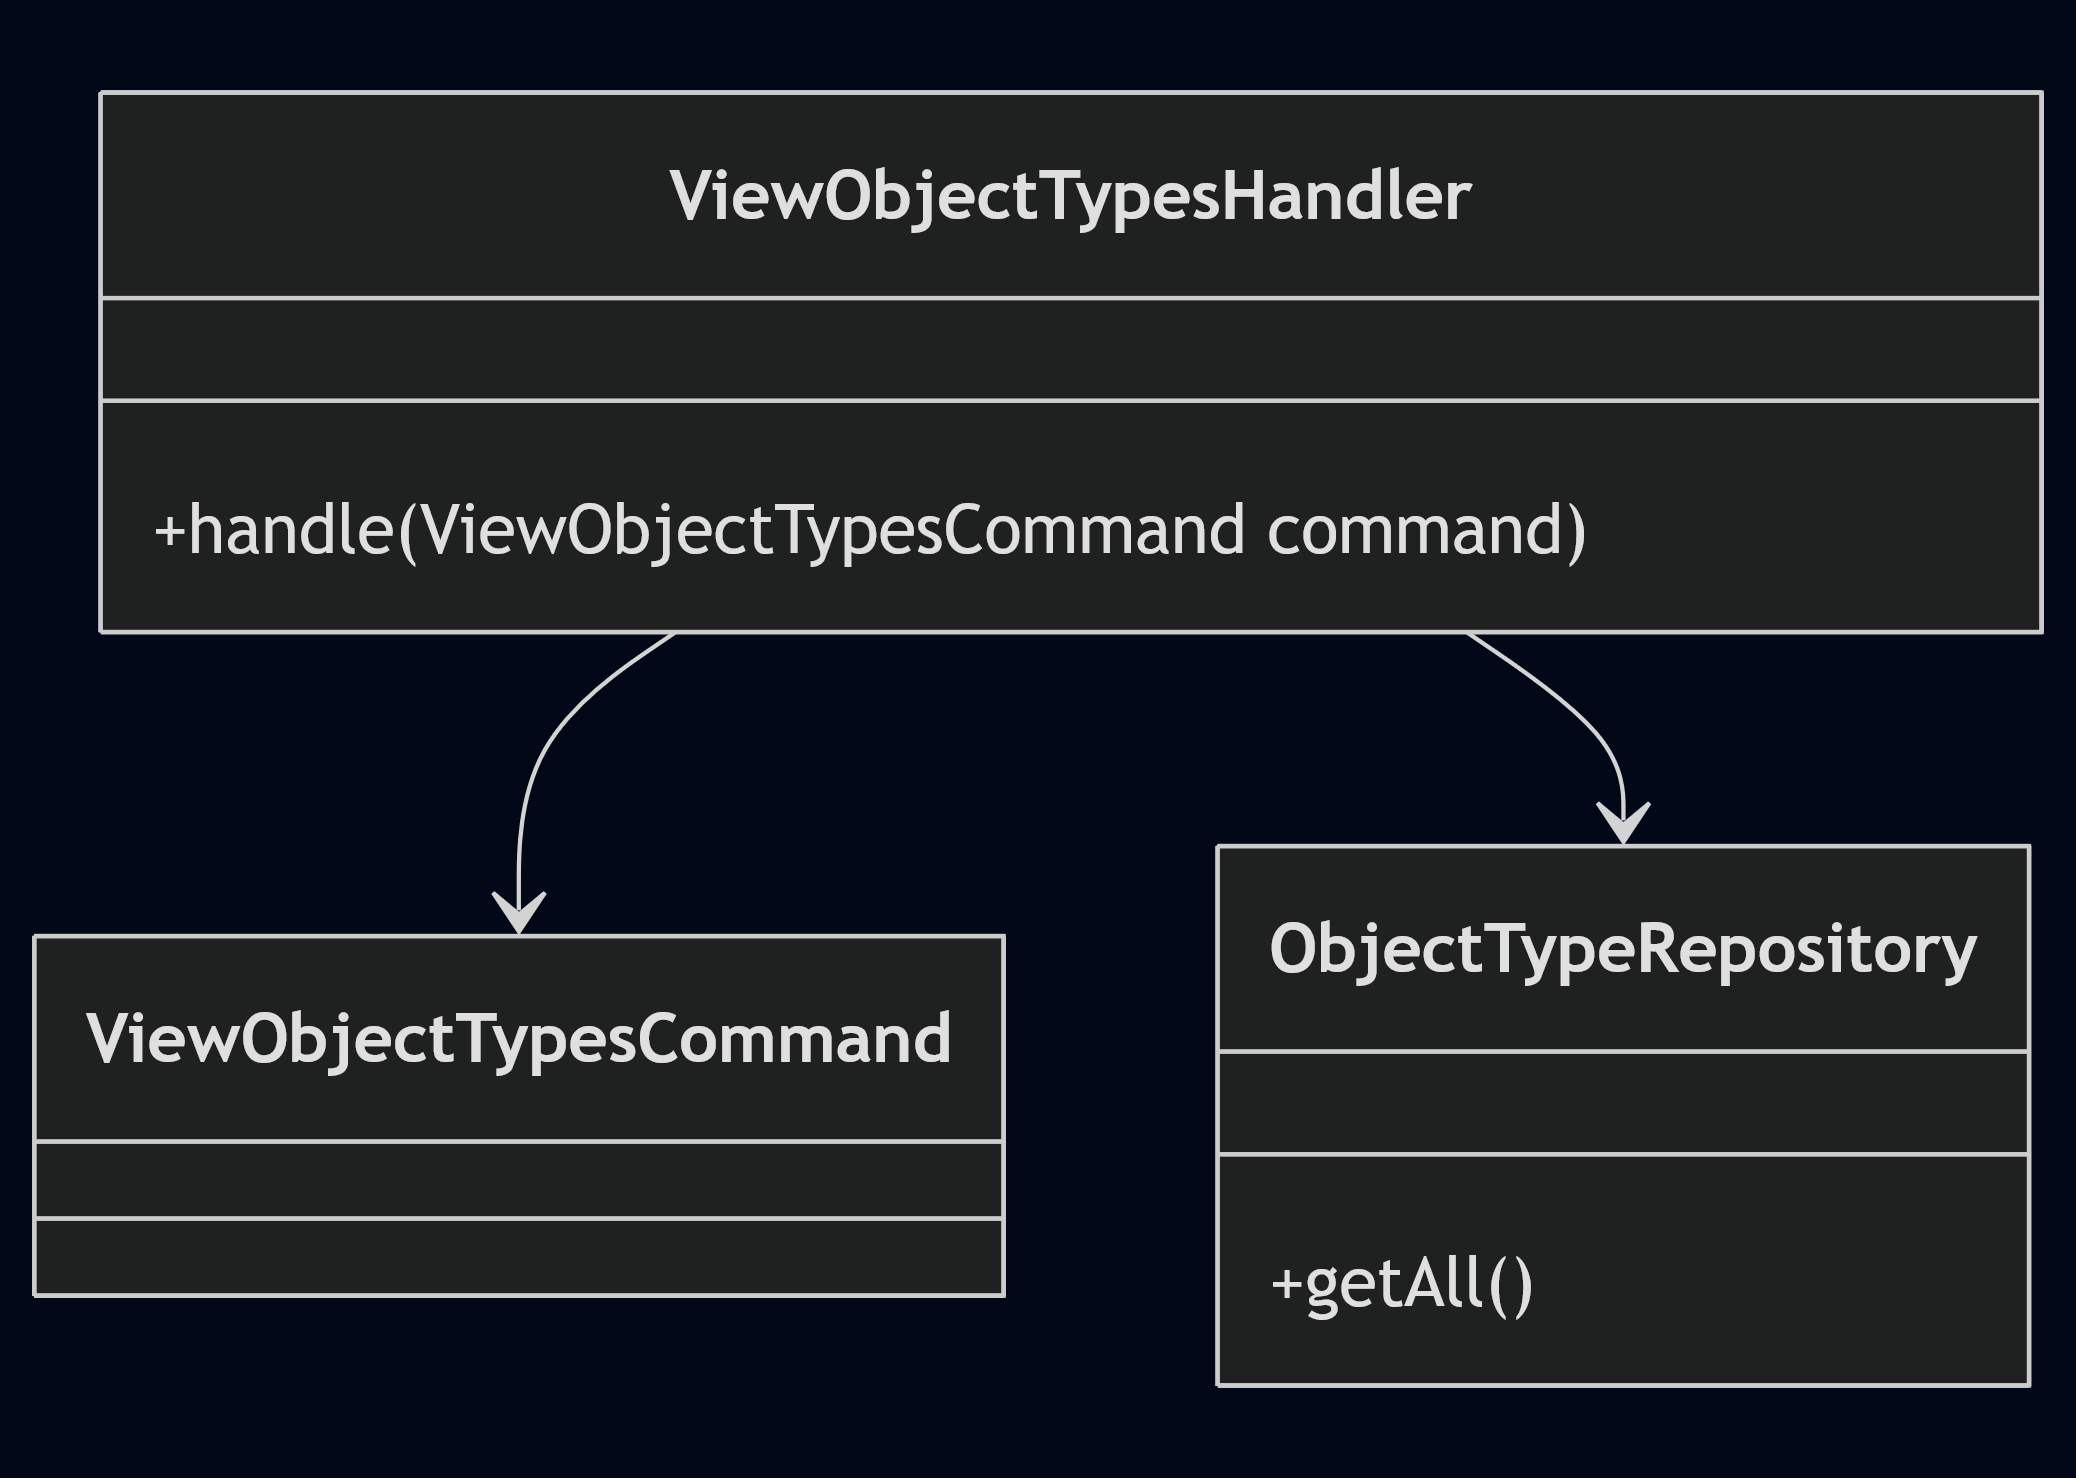 ViewObjectTypesHandler
+handle(ViewObjectTypesCommand command)
ViewObjectTypesCommand
ObjectTypeRepository
+getAll()